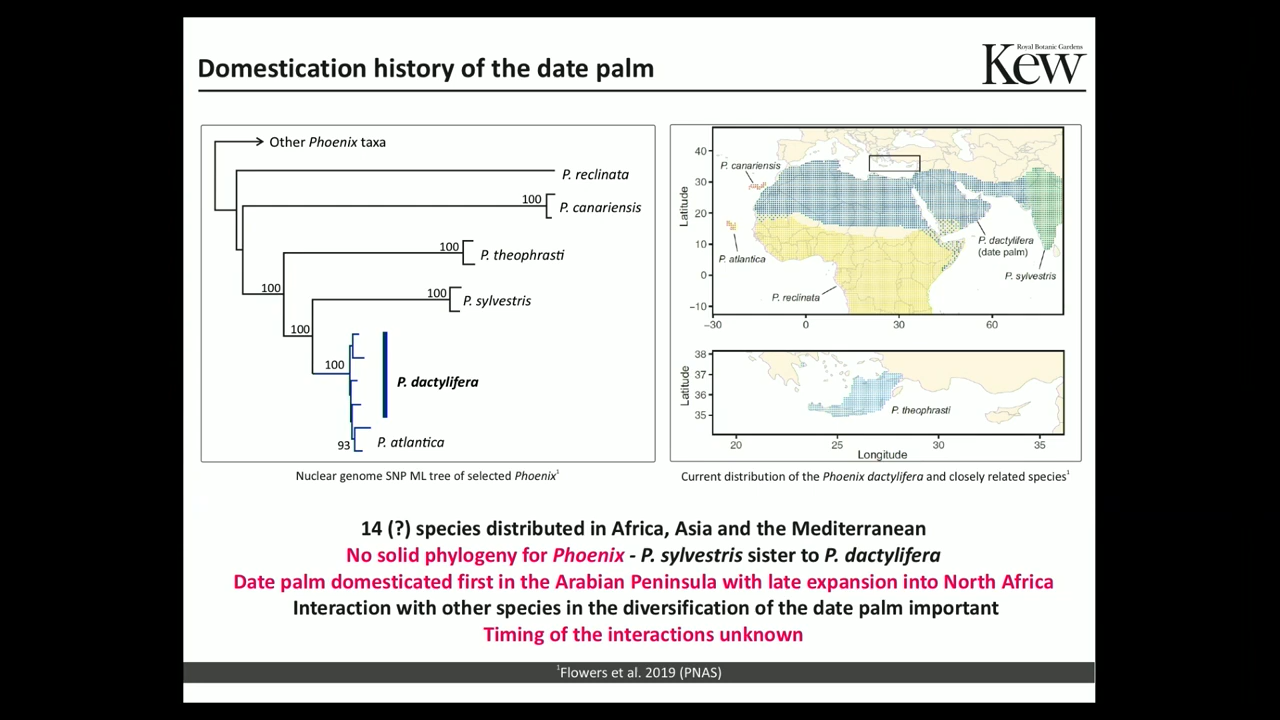 Domestication history of the date palm
Royal Botanic Gardens
Kew
Other Phoenix taxa
P. reclinata
100
P. canariensis
100
P. theophrasti
100
100
P. sylvestris
100
100
P. dactylifera
93
P. atlantica
Nuclear genome SNP ML tree of selected Phoenix¹
Latitude
40
30
20
10
0
−10
−30
0
30
60
P. canariensis
P. atlantica
P. reclinata
P. dactylifera
(date palm)
P. sylvestris
Latitude
38
37
36
35
P. theophrasti
20
25
30
35
Longitude
Current distribution of the Phoenix dactylifera and closely related species¹
14 (?) species distributed in Africa, Asia and the Mediterranean
No solid phylogeny for Phoenix - P. sylvestris sister to P. dactylifera
Date palm domesticated first in the Arabian Peninsula with late expansion into North Africa
Interaction with other species in the diversification of the date palm important
Timing of the interactions unknown
¹Flowers et al. 2019 (PNAS)